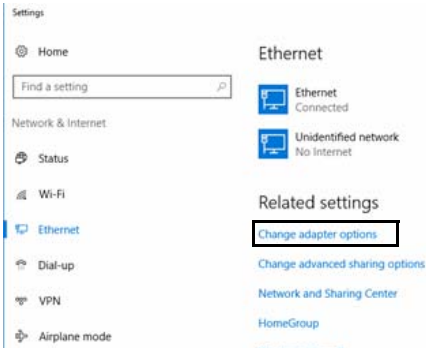 Settings
Home
Find a setting
Network & Internet
Status
Wi-Fi
Ethernet
Dial-up
VPN
Airplane mode
Ethernet
Ethernet
Connected
Unidentified network
No Internet
Related settings
Change adapter options
Change advanced sharing options
Network and Sharing Center
HomeGroup